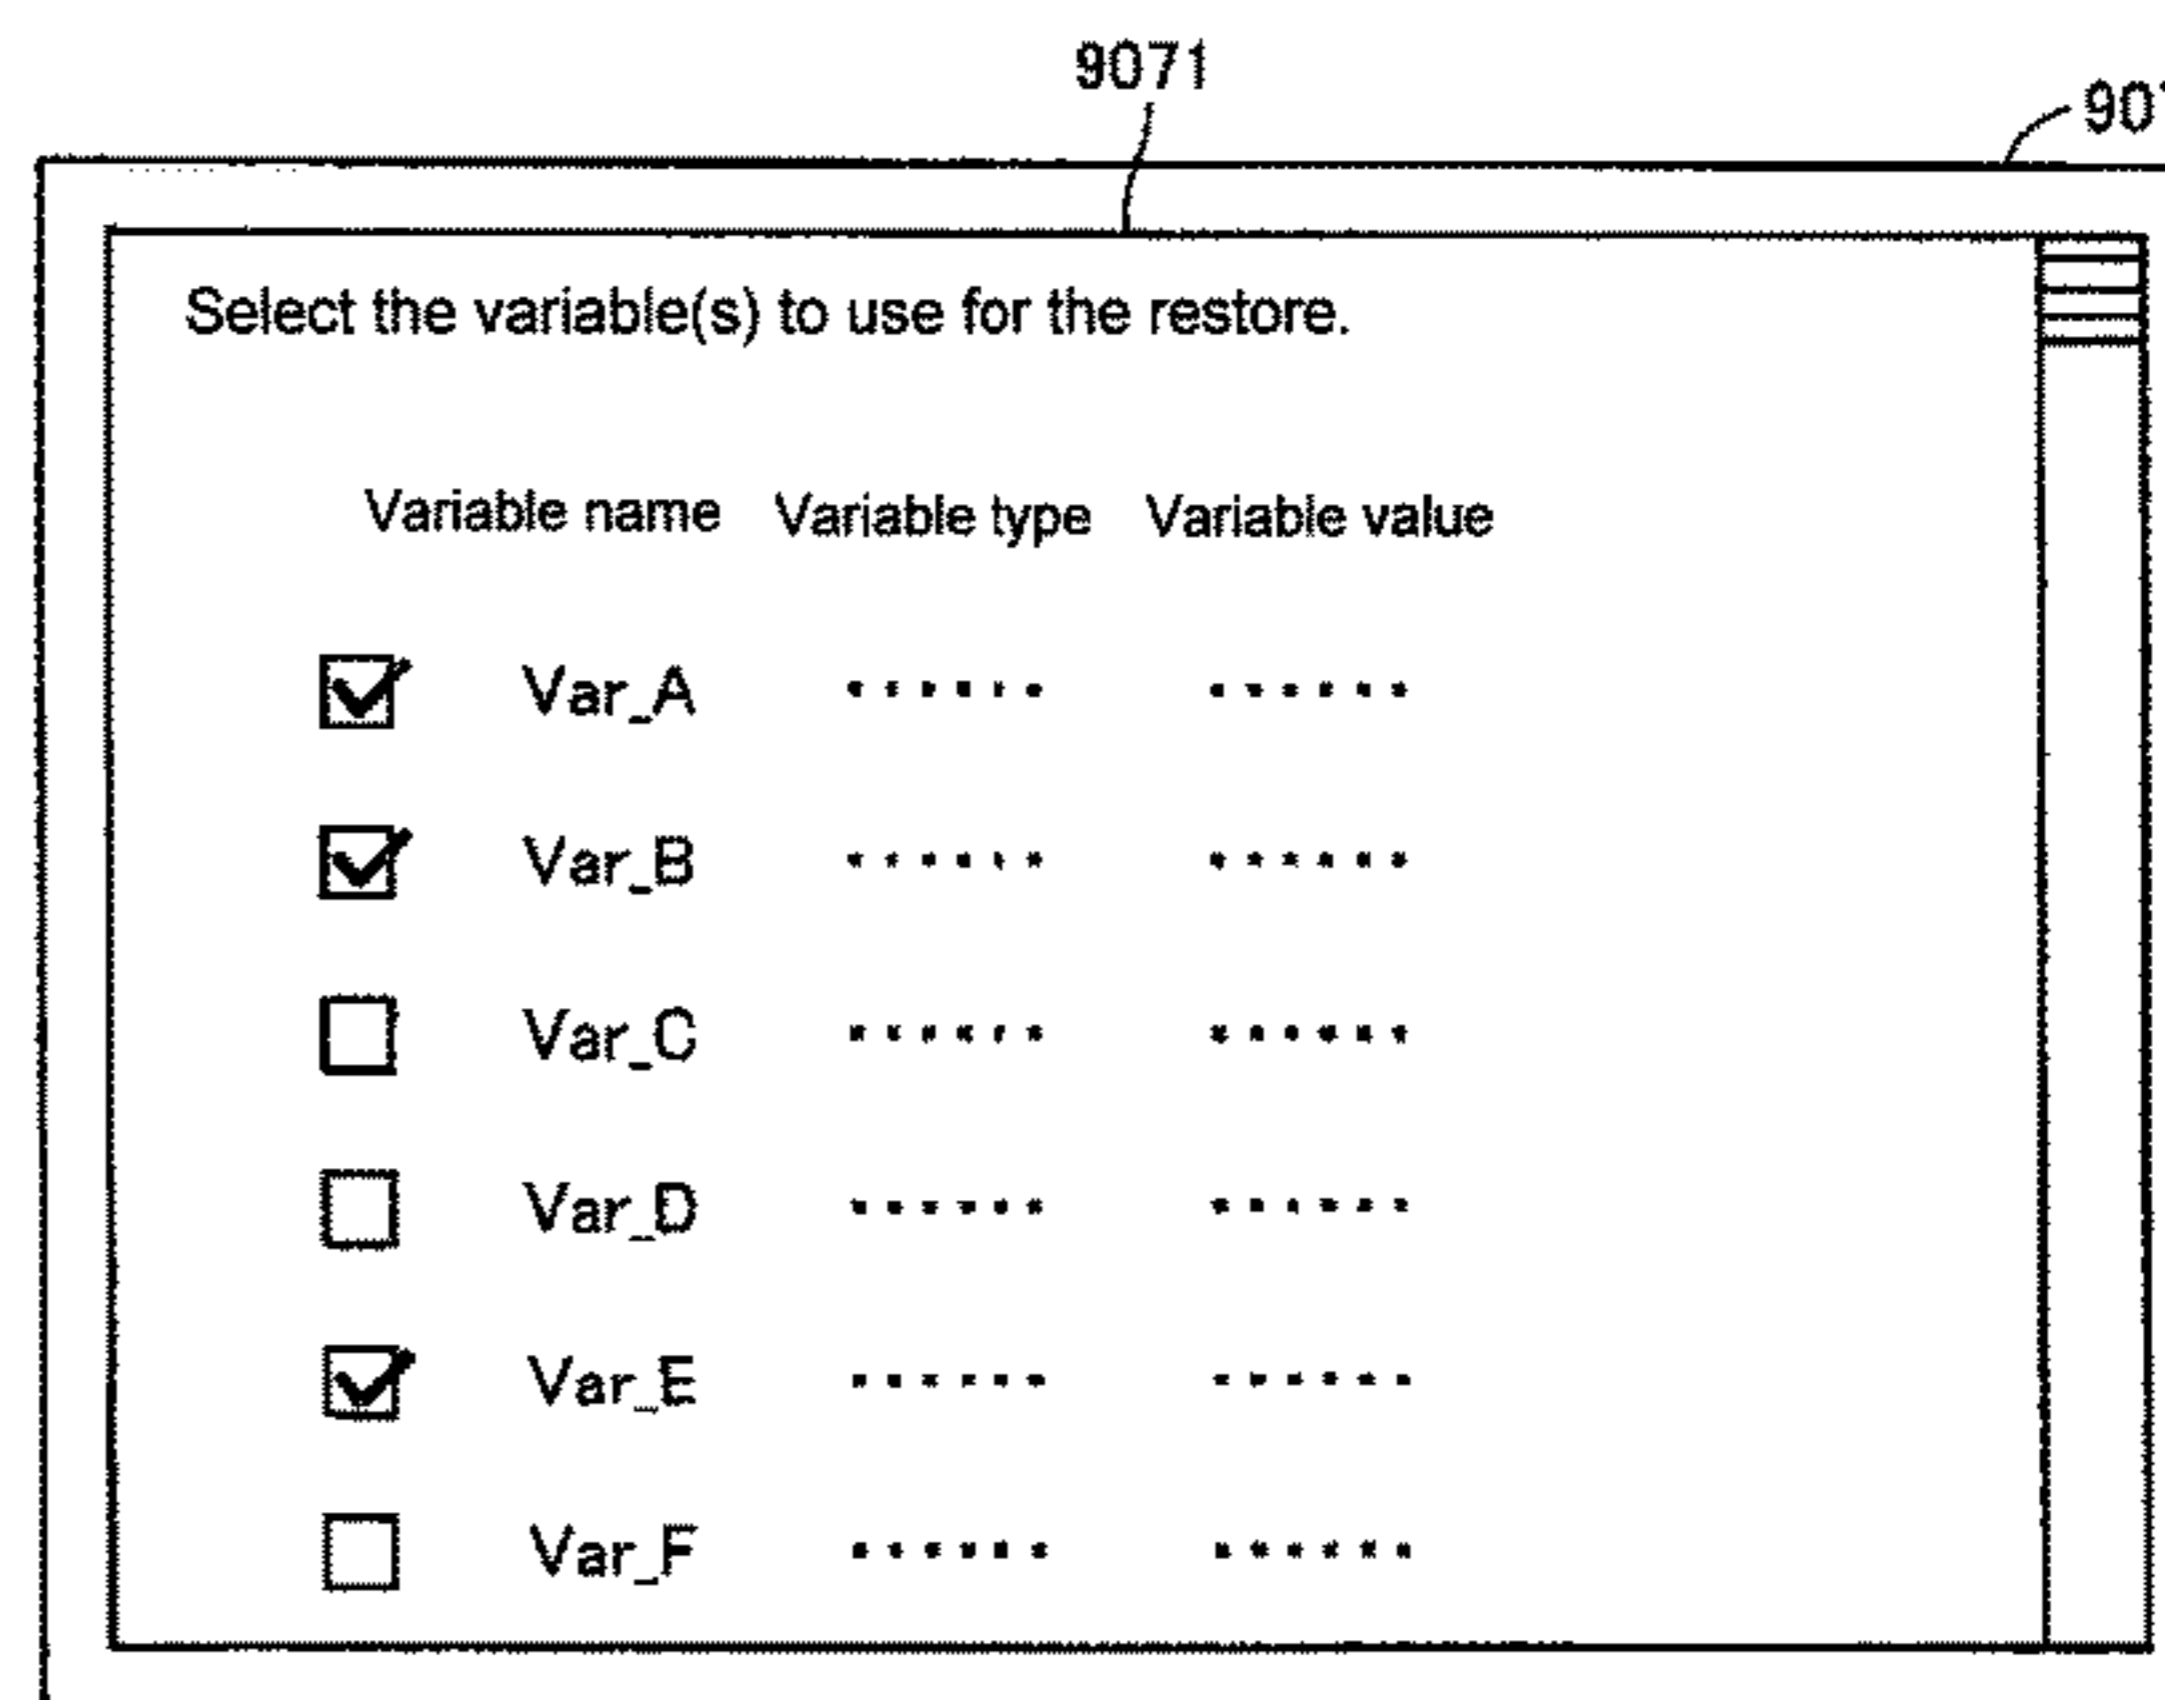 9071
Select the variable(s) to use for the restore.
Variable name Variable type Variable value
Var_A ...... ......
Var_B ...... ......
Var_C ...... ......
Var_D ...... ......
Var_E ...... ......
Var_F ...... ......